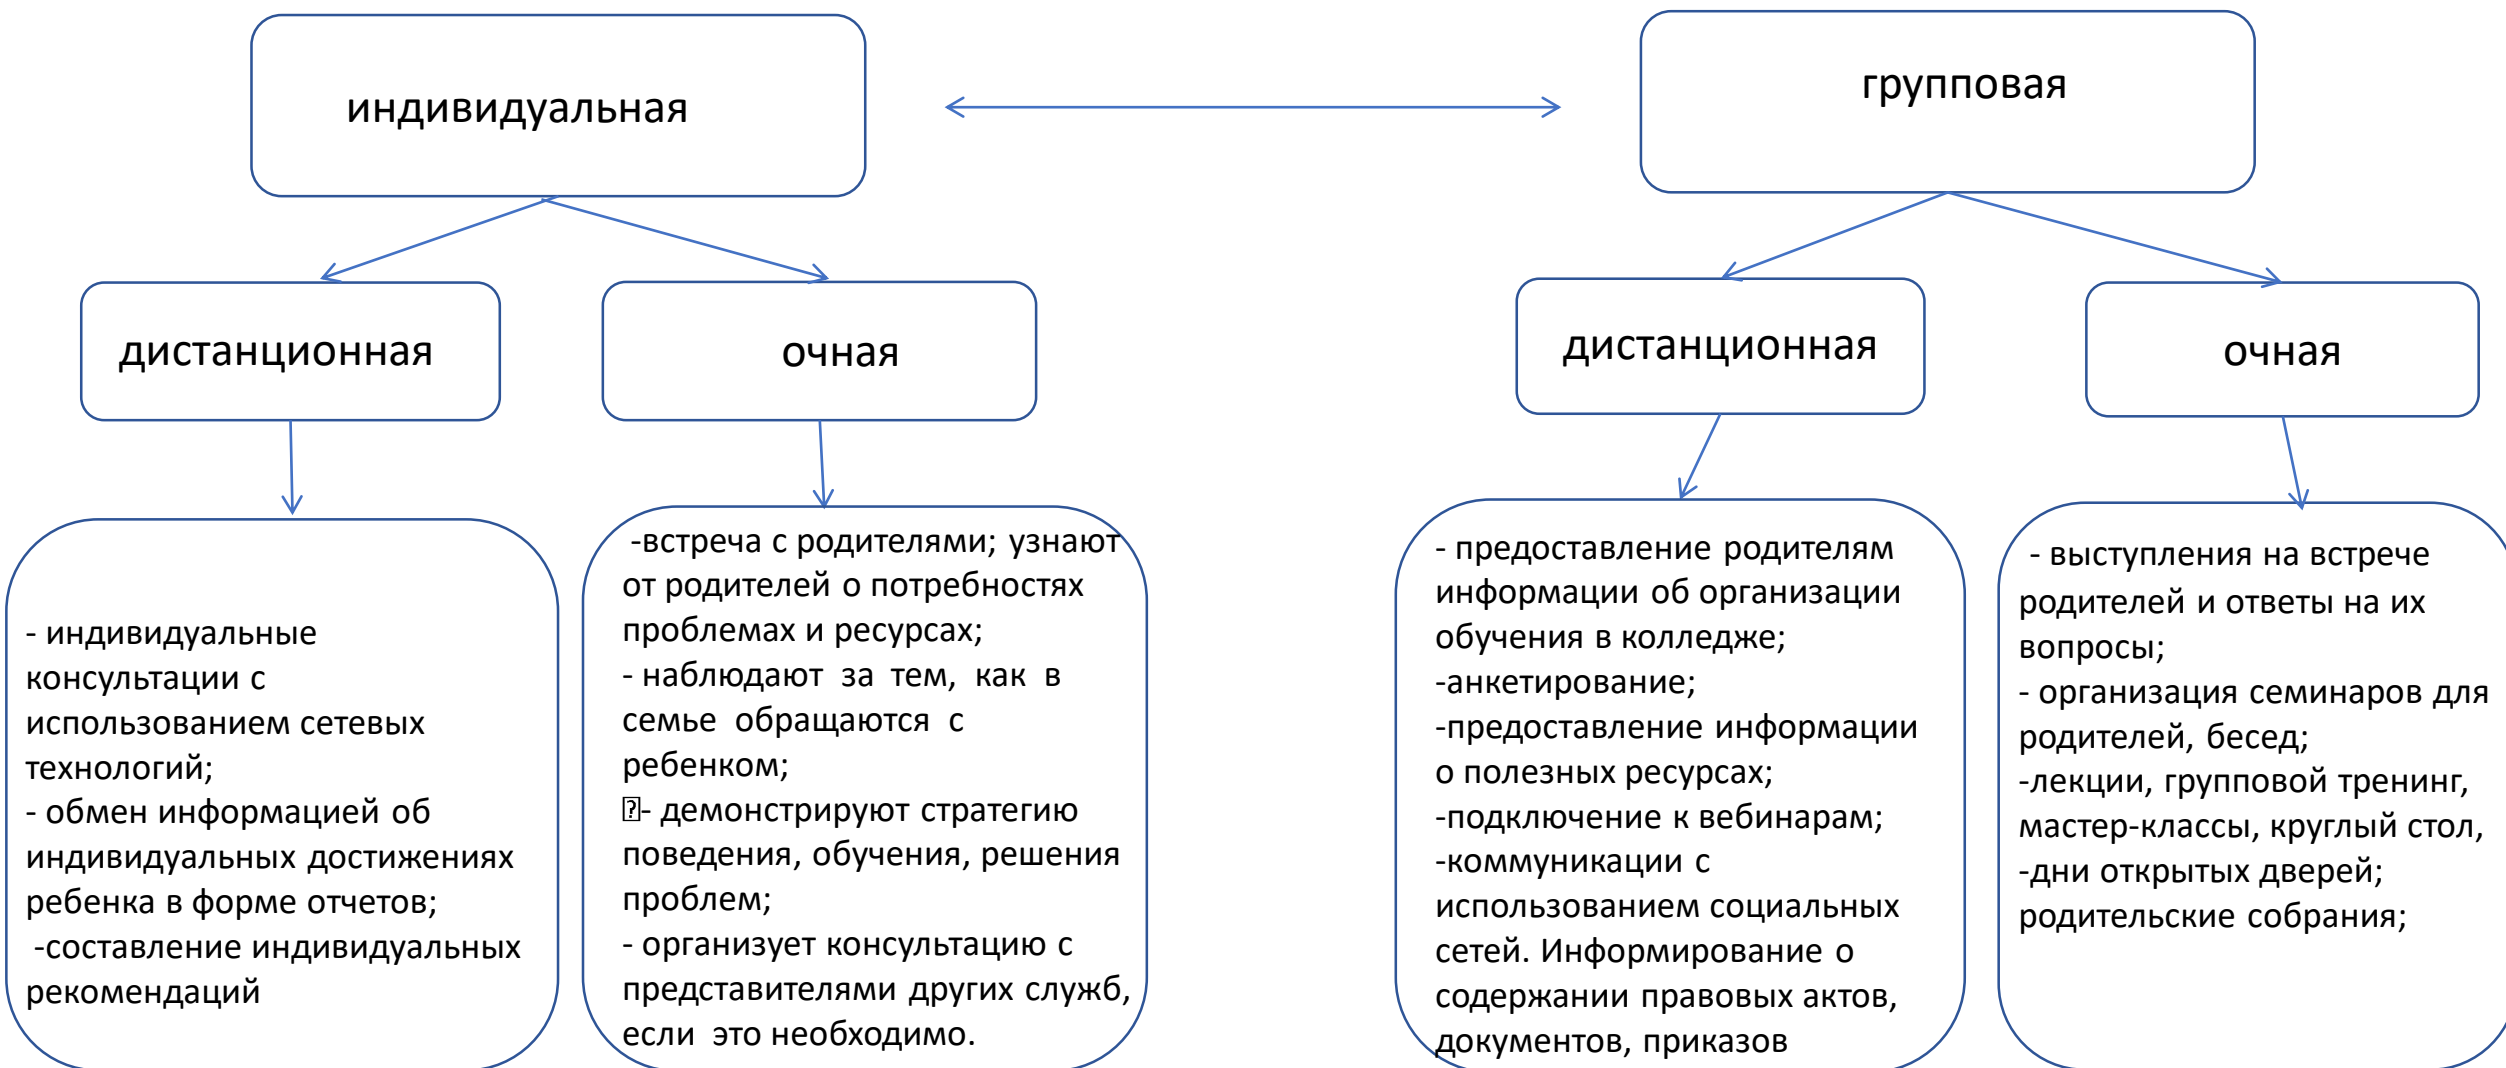 индивидуальная
групповая
дистанционная
очная
дистанционная
очная
- индивидуальные
консультации с
использованием сетевых
технологий;
- обмен информацией об
индивидуальных достижениях
ребенка в форме отчетов;
-составление индивидуальных
рекомендаций
-встреча с родителями; узнают
от родителей о потребностях
проблемах и ресурсах;
- наблюдают за тем, как в
семье обращаются с
ребенком;
- демонстрируют стратегию
поведения, обучения, решения
проблем;
- организует консультацию с
представителями других служб,
если это необходимо.
- предоставление родителям
информации об организации
обучения в колледже;
-анкетирование;
-предоставление информации
о полезных ресурсах;
-подключение к вебинарам;
-коммуникации с
использованием социальных
сетей. Информирование о
содержании правовых актов,
документов, приказов
- выступления на встрече
родителей и ответы на их
вопросы;
- организация семинаров для
родителей, бесед;
-лекции, групповой тренинг,
мастер-классы, круглый стол,
-дни открытых дверей;
родительские собрания;